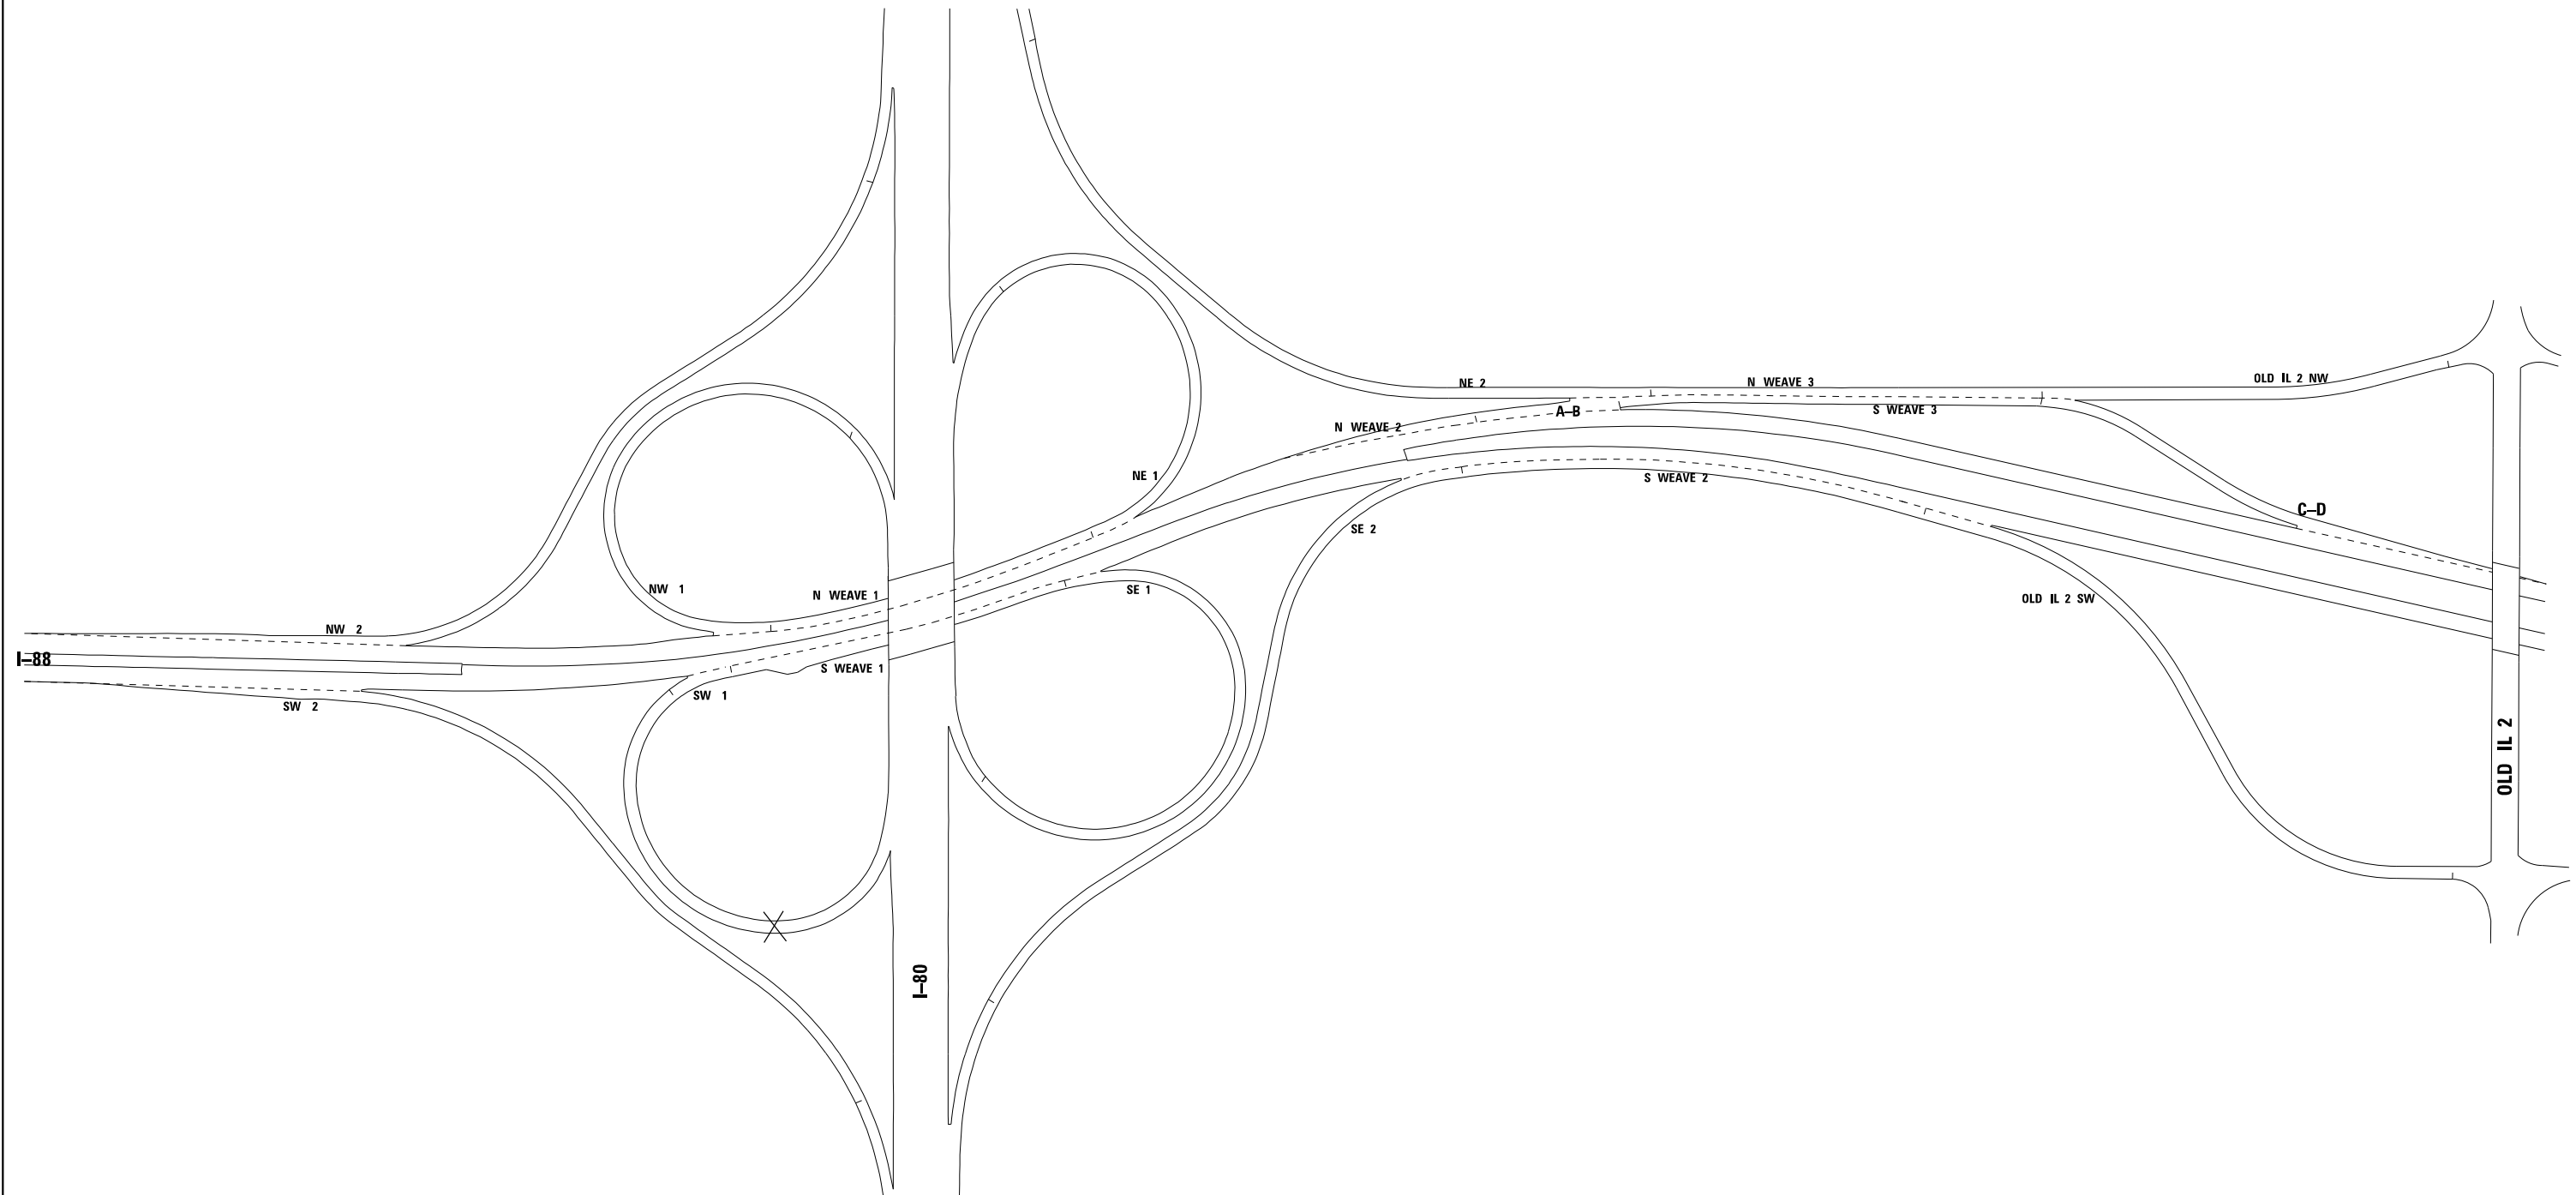 NE 2
N WEAVE 3
OLD IL 2 NW
A–B
S WEAVE 3
N WEAVE 2
NE 1
S WEAVE 2
C–D
SE 2
NW 1
N WEAVE 1
SE 1
OLD IL 2 SW
NW 2
I–88
S WEAVE 1
SW 1
SW 2
OLD IL 2
I–80